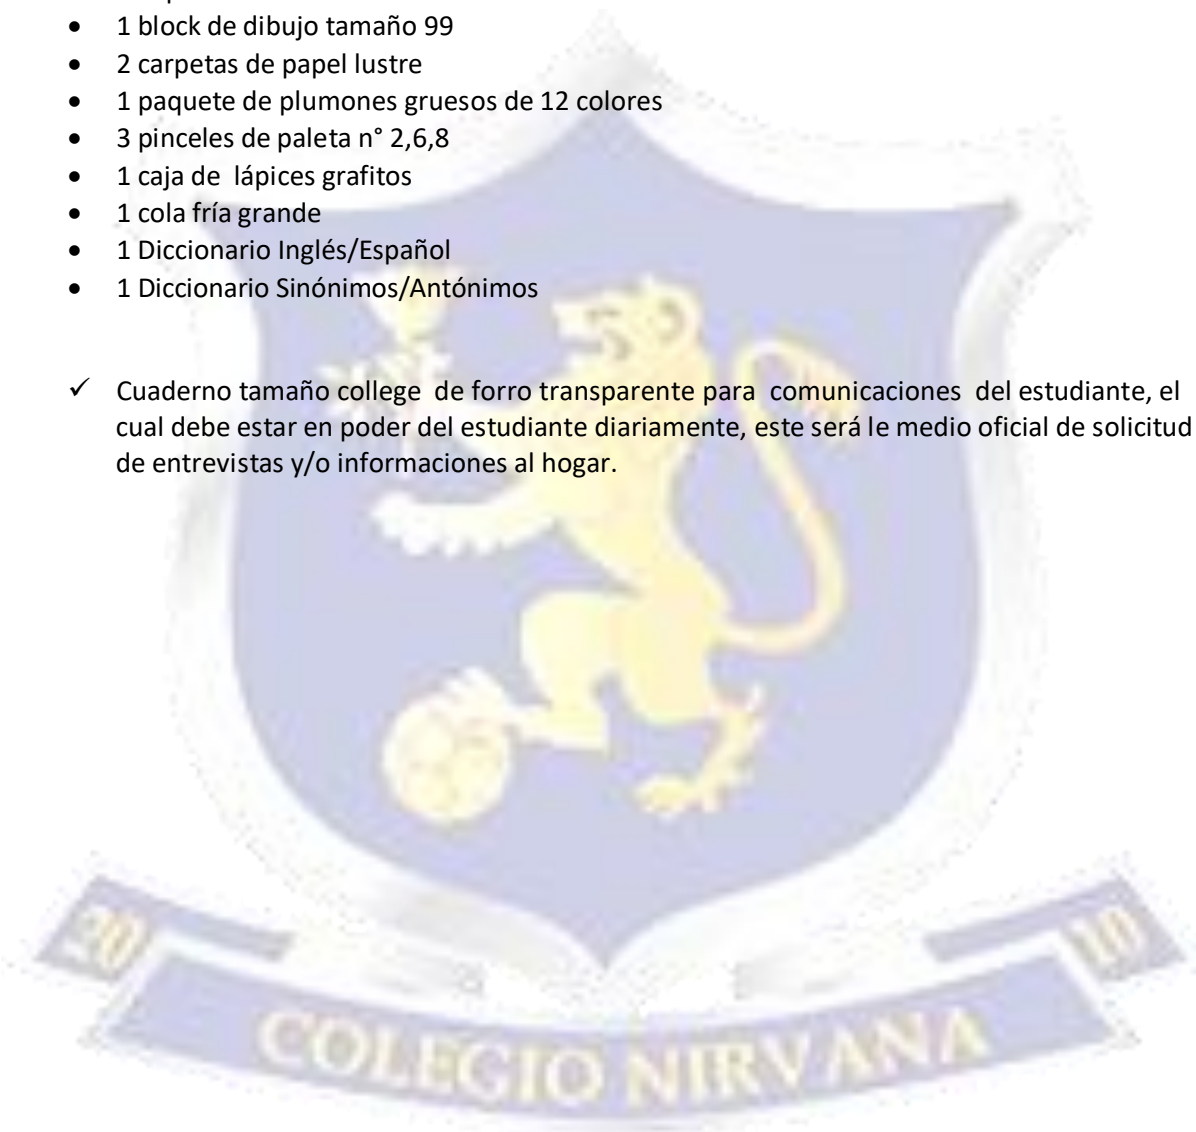 • 1 block de dibujo tamaño 99
• 2 carpetas de papel lustre
• 1 paquete de plumones gruesos de 12 colores
• 3 pinceles de paleta n° 2,6,8
• 1 caja de  lápices grafitos
• 1 cola fría grande
• 1 Diccionario Inglés/Español
• 1 Diccionario Sinónimos/Antónimos
✓ Cuaderno tamaño college  de forro transparente para  comunicaciones  del estudiante, el
cual debe estar en poder del estudiante diariamente, este será le medio oficial de solicitud
de entrevistas y/o informaciones al hogar.
20 10
COLEGIO NIRVANA